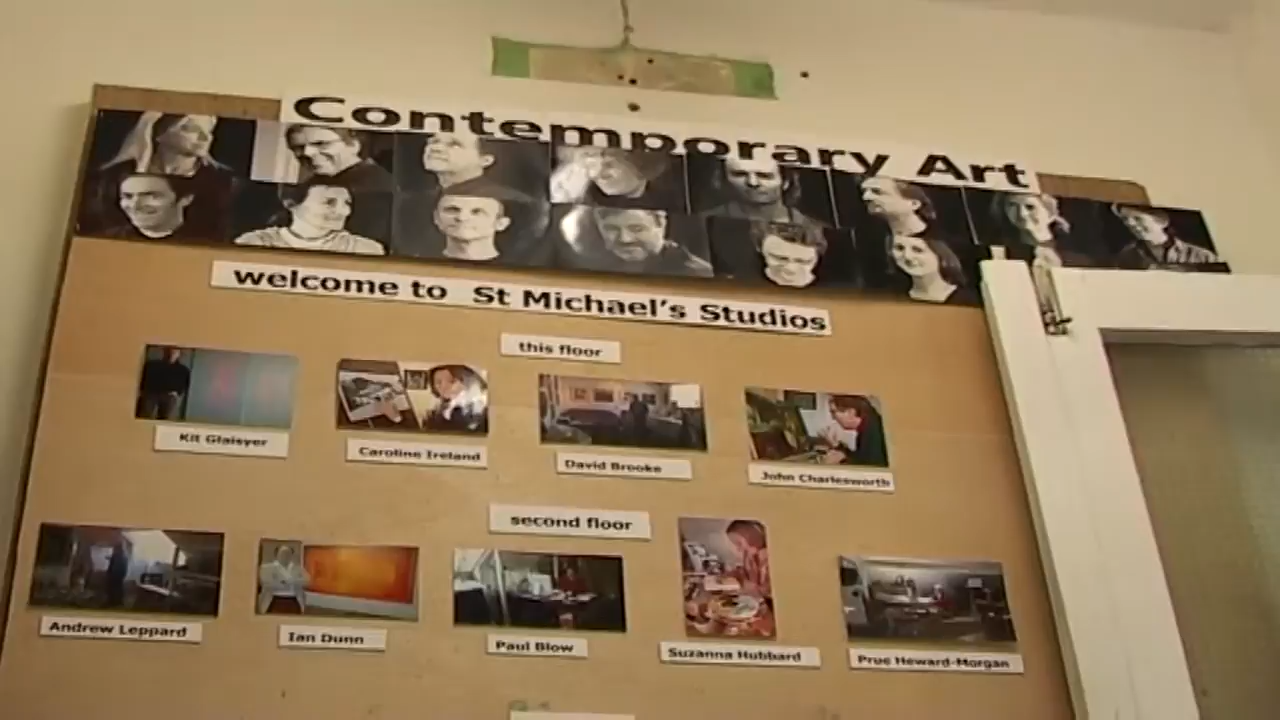 Contemporary Art
welcome to St Michael's Studios
this floor
Kit Glaisyer
Caroline Ireland
David Brooke
John Charlesworth
second floor
Andrew Leppard
Ian Dunn
Paul Blow
Suzanna Hubbard
Prue Heward-Morgan